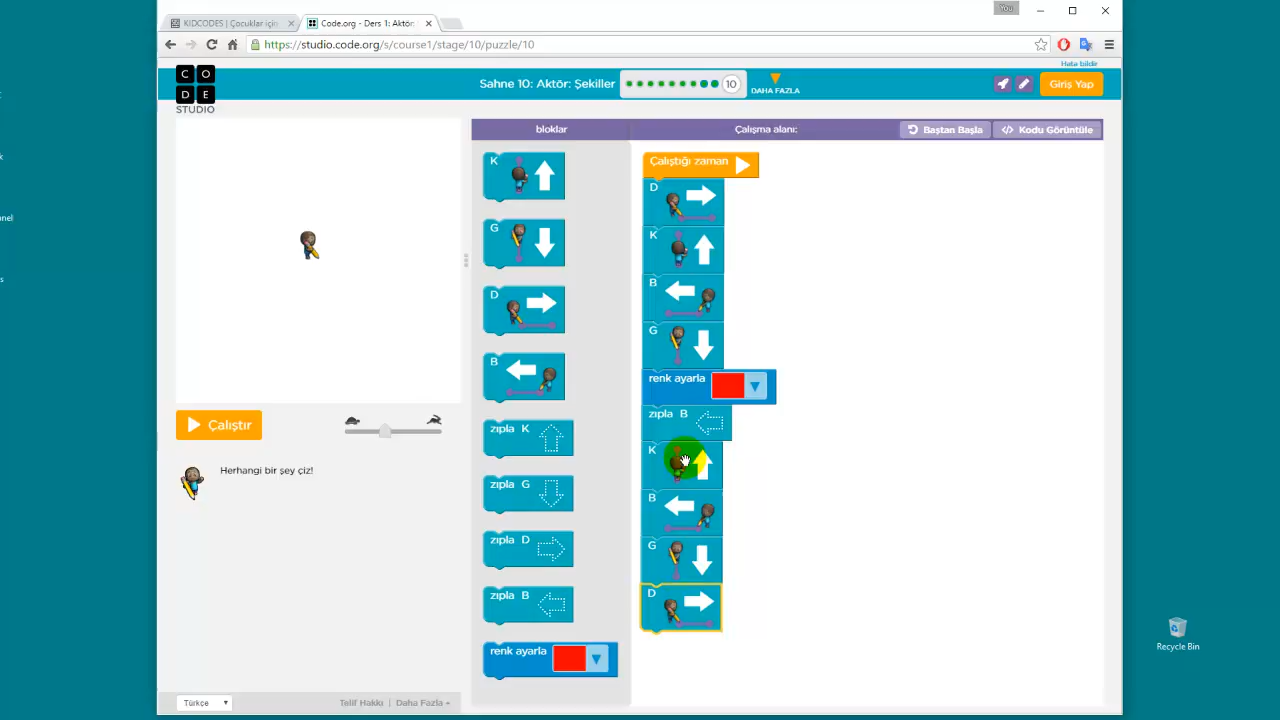 You
KIDCODES | Çocuklar için
Code.org - Ders 1: Aktör:
https://studio.code.org/s/course1/stage/10/puzzle/10
Hata bildir
C O
D E
STUDIO
Sahne 10: Aktör: Şekiller
10
DAHA FAZLA
Giriş Yap
bloklar
Çalışma alanı:
Baştan Başla
</> Kodu Görüntüle
K
G
D
B
zıpla K
zıpla G
zıpla D
zıpla B
renk ayarla
Çalıştığı zaman
D
K
B
G
renk ayarla
zıpla B
K
B
G
D
Çalıştır
Herhangi bir şey çiz!
Türkçe
Telif Hakkı
Daha Fazla
k
nel
s
Recycle Bin